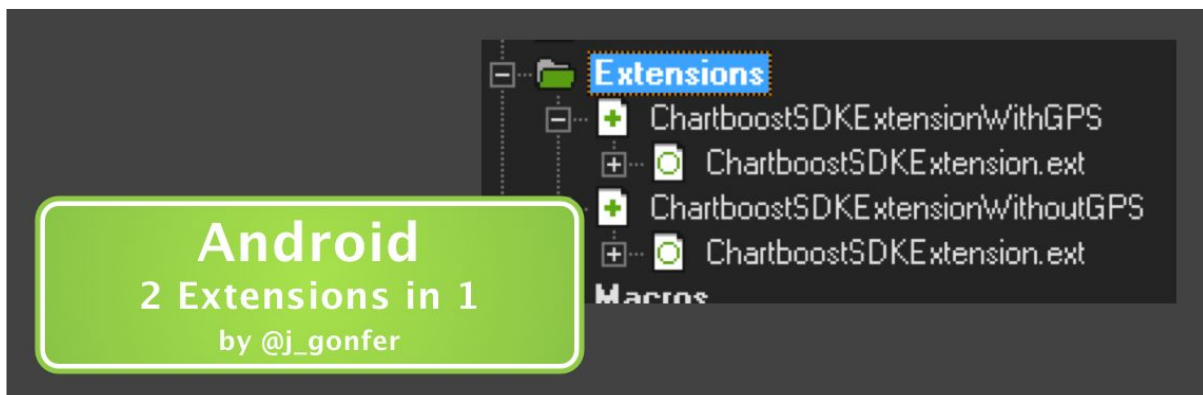 Extensions
ChartboostSDKExtensionWithGPS
ChartboostSDKExtension.ext
ChartboostSDKExtensionWithoutGPS
ChartboostSDKExtension.ext
Macros
Android
2 Extensions in 1
by @j_gonfer